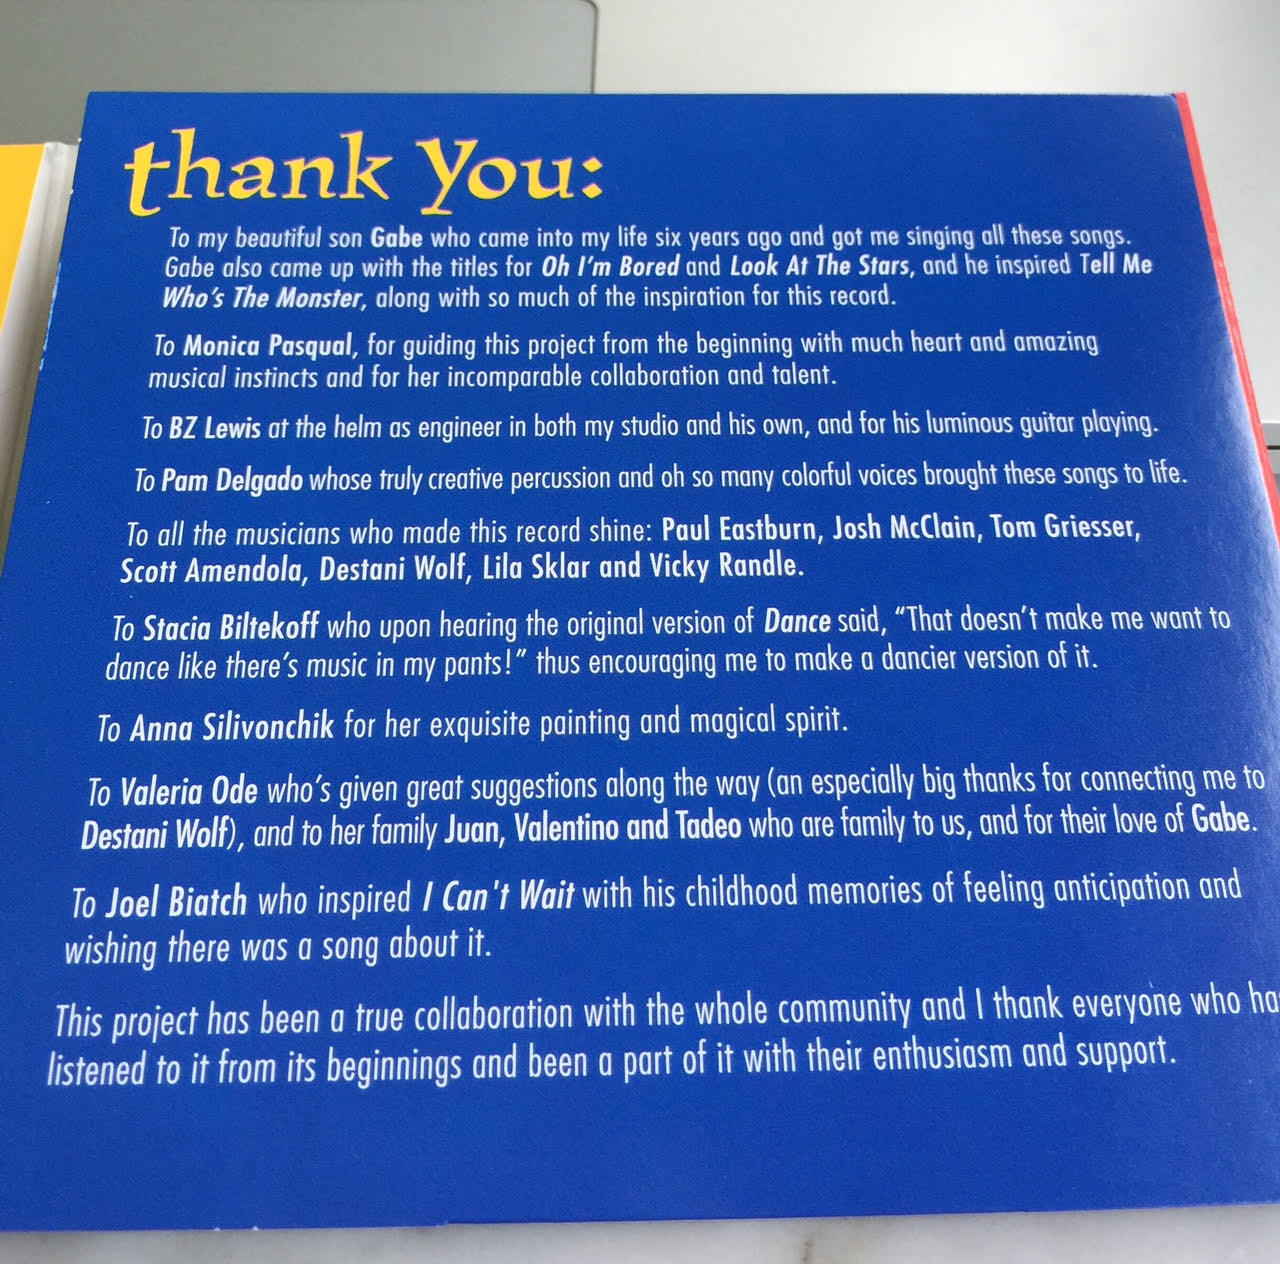 thank you:
To my beautiful son Gabe who came into my life six years ago and got me singing all these songs.
Gabe also came up with the titles for Oh I'm Bored and Look At The Stars, and he inspired Tell Me
Who's The Monster, along with so much of the inspiration for this record.
To Monica Pasqual, for guiding this project from the beginning with much heart and amazing
musical instincts and for her incomparable collaboration and talent.
To BZ Lewis at the helm as engineer in both my studio and his own, and for his luminous guitar playing.
To Pam Delgado whose truly creative percussion and oh so many colorful voices brought these songs to life.
To all the musicians who made this record shine: Paul Eastburn, Josh McClain, Tom Griesser,
Scott Amendola, Destani Wolf, Lila Sklar and Vicky Randle.
To Stacia Biltekoff who upon hearing the original version of Dance said, “That doesn't make me want to
dance like there's music in my pants!” thus encouraging me to make a dancier version of it.
To Anna Silivonchik for her exquisite painting and magical spirit.
To Valeria Ode who's given great suggestions along the way (an especially big thanks for connecting me to
Destani Wolf), and to her family Juan, Valentino and Tadeo who are family to us, and for their love of Gabe.
To Joel Biatch who inspired I Can't Wait with his childhood memories of feeling anticipation and
wishing there was a song about it.
This project has been a true collaboration with the whole community and I thank everyone who ha
listened to it from its beginnings and been a part of it with their enthusiasm and support.